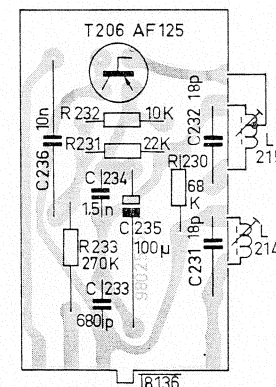 T206 AF125
10n
C236
R232 10K
R231 22K
C232 18p
L
215
R230
68
K
C 234
1,5n
C 235
100µ
R233
270K
C 233
680p
C231 18p
L
214
8136